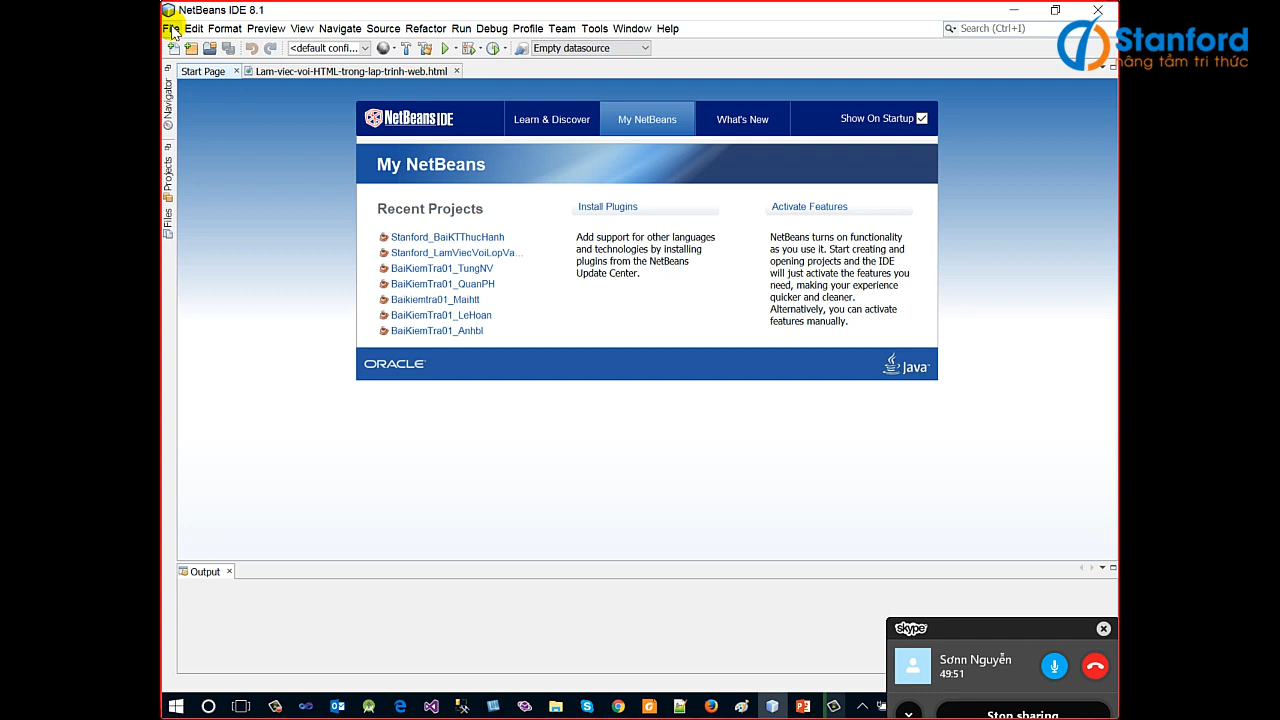 NetBeans IDE 8.1
File Edit Format Preview View Navigate Source Refactor Run Debug Profile Team Tools Window Help
Search (Ctrl+I)
<default confi...
Empty datasource
Stanford
nâng tầm tri thức
Start Page
Lam-viec-voi-HTML-trong-lap-trinh-web.html
Navigator
Projects
Files
NetBeans IDE
Learn & Discover
My NetBeans
What's New
Show On Startup
My NetBeans
Recent Projects
Stanford_BaiKTThucHanh
Stanford_LamViecVoiLopVa...
BaiKiemTra01_TungNV
BaiKiemTra01_QuanPH
Baikiemtra01_Maihtt
BaiKiemTra01_LeHoan
BaiKiemTra01_Anhbl
Install Plugins
Add support for other languages
and technologies by installing
plugins from the NetBeans
Update Center.
Activate Features
NetBeans turns on functionality
as you use it. Start creating and
opening projects and the IDE
will just activate the features you
need, making your experience
quicker and cleaner.
Alternatively, you can activate
features manually.
ORACLE
Java
Output
skype
Sơnn Nguyễn
49:51
Stop sharing